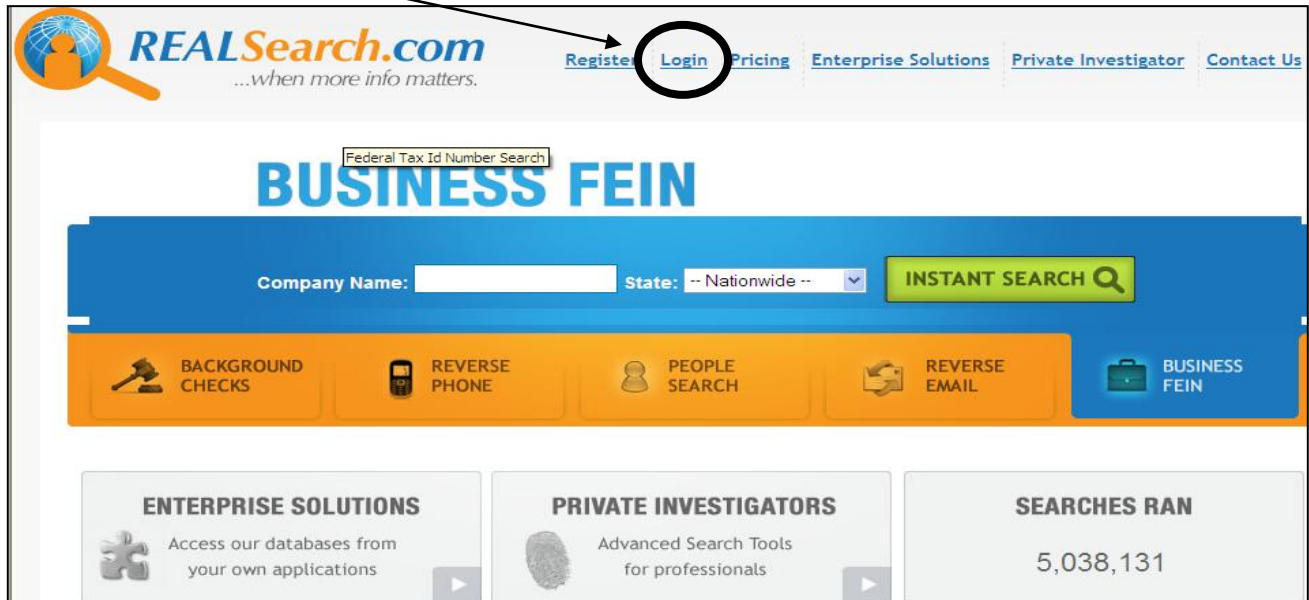 REALSearch.com
...when more info matters.
Register Login Pricing Enterprise Solutions Private Investigator Contact Us
Federal Tax Id Number Search
BUSINESS FEIN
Company Name: State: -- Nationwide -- INSTANT SEARCH
BACKGROUND CHECKS
REVERSE PHONE
PEOPLE SEARCH
REVERSE EMAIL
BUSINESS FEIN
ENTERPRISE SOLUTIONS
Access our databases from
your own applications
PRIVATE INVESTIGATORS
Advanced Search Tools
for professionals
SEARCHES RAN
5,038,131